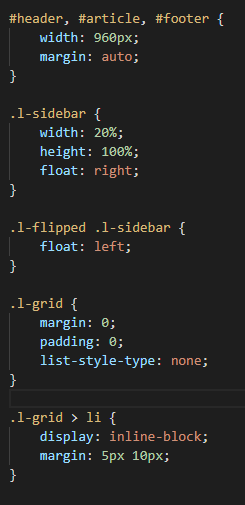 #header, #article, #footer {
    width: 960px;
    margin: auto;
}

.l-sidebar {
    width: 20%;
    height: 100%;
    float: right;
}

.l-flipped .l-sidebar {
    float: left;
}

.l-grid {
    margin: 0;
    padding: 0;
    list-style-type: none;
}

.l-grid > li {
    display: inline-block;
    margin: 5px 10px;
}